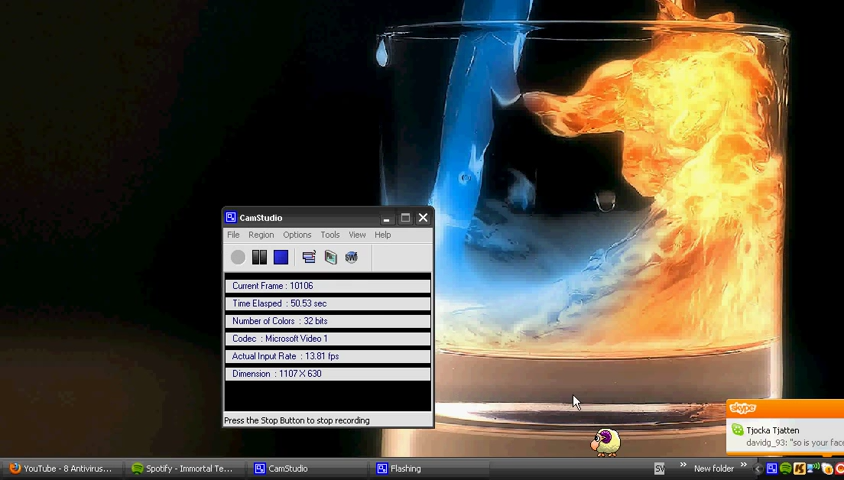 CamStudio
File Region Options Tools View Help
Current Frame : 10106
Time Elasped : 50.53 sec
Number of Colors : 32 bits
Codec : Microsoft Video 1
Actual Input Rate : 13.81 fps
Dimension : 1107 X 630
Press the Stop Button to stop recording
skype
Tjocka Tjatten
davidg_93: "so is your face
YouTube - 8 Antivirus... Spotify - Immortal Te... CamStudio Flashing SV » New folder »